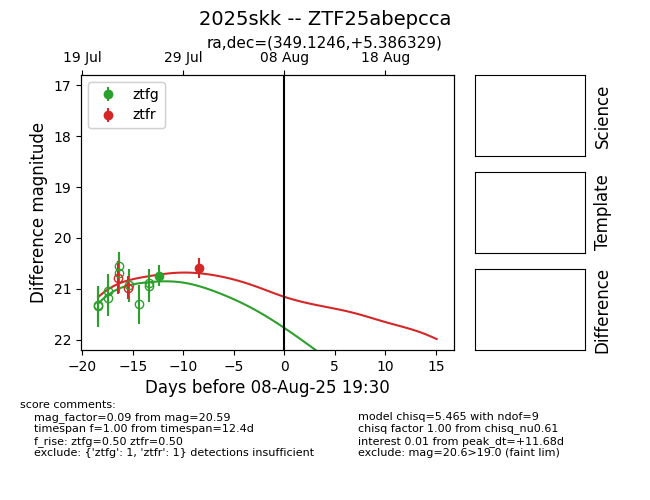 2025skk -- ZTF25abepcca
ra,dec=(349.1246,+5.386329)
19 Jul 29 Jul 08 Aug 18 Aug
ztfg
ztfr
17
18
19
20
21
22
Difference magnitude
−20 −15 −10 −5 0 5 10 15
Days before 08-Aug-25 19:30
Science
Template
Difference
score comments:
mag_factor=0.09 from mag=20.59
timespan f=1.00 from timespan=12.4d
f_rise: ztfg=0.50 ztfr=0.50
exclude: {'ztfg': 1, 'ztfr': 1} detections insufficient
model chisq=5.465 with ndof=9
chisq factor 1.00 from chisq_nu0.61
interest 0.01 from peak_dt=+11.68d
exclude: mag=20.6>19.0 (faint lim)